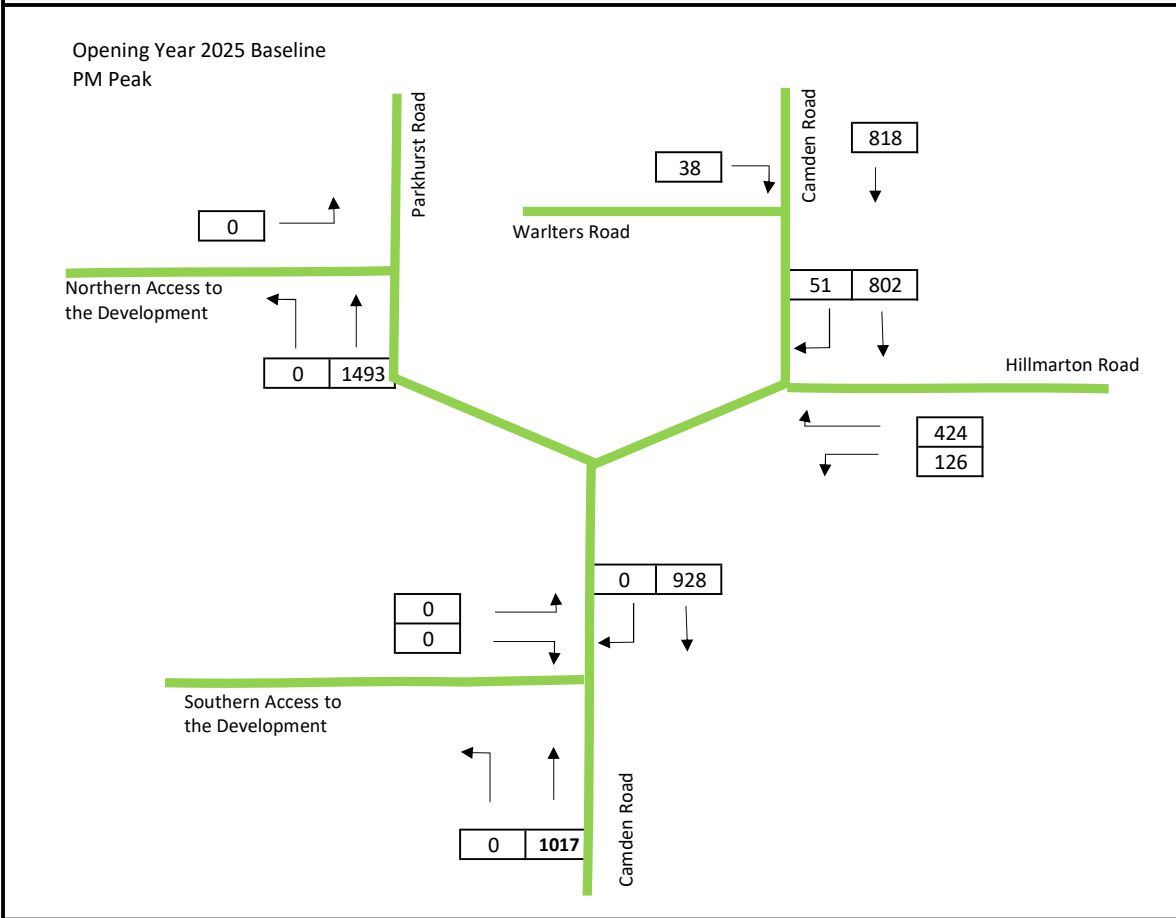 Opening Year 2025 Baseline
PM Peak
Parkhurst Road
Camden Road
818
38
0
Warlters Road
Northern Access to
the Development
51 802
0 1493
Hillmarton Road
424
126
0 928
0
0
Southern Access to
the Development
Camden Road
0 1017